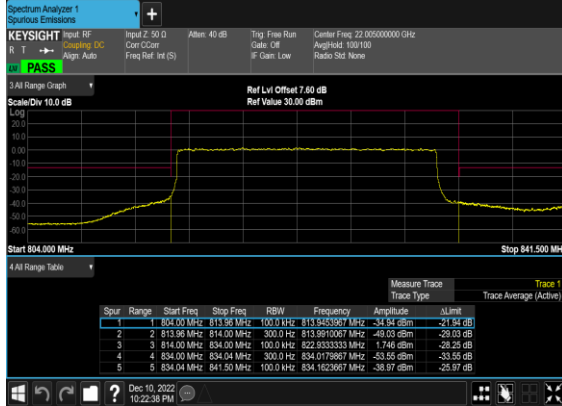 Spectrum Analyzer 1
Spurious Emissions
KEYSIGHT Input: RF Input Z: 50 Ω Atten: 40 dB Trig: Free Run Center Freq: 22.005000000 GHz
R T Coupling: DC Corr CCorr Gate: Off Avg|Hold: 100/100
Align: Auto Freq Ref: Int (S) IF Gain: Low Radio Std: None
PASS
3 All Range Graph Ref Lvl Offset 7.60 dB
Scale/Div 10.0 dB Ref Value 30.00 dBm
Log
20.0
10.0
0.00
-10.0
-20.0
-30.0
-40.0
-50.0
-60.0
Start 804.000 MHz Stop 841.500 MH
4 All Range Table
Measure Trace Trace 1
Trace Type Trace Average (Active)
Spur Range Start Freq Stop Freq RBW Frequency Amplitude ΔLimit
1 1 804.00 MHz 813.96 MHz 100.0 kHz 813.9453967 MHz -34.94 dBm -21.94 dB
2 2 813.96 MHz 814.00 MHz 300.0 Hz 813.9910067 MHz -49.03 dBm -29.03 dB
3 3 814.00 MHz 834.00 MHz 100.0 kHz 822.9333333 MHz 1.746 dBm -28.25 dB
4 4 834.00 MHz 834.04 MHz 300.0 Hz 834.0179867 MHz -53.55 dBm -33.55 dB
5 5 834.04 MHz 841.50 MHz 100.0 kHz 834.1623667 MHz -38.97 dBm -25.97 dB
? Dec 10, 2022
10:22:38 PM